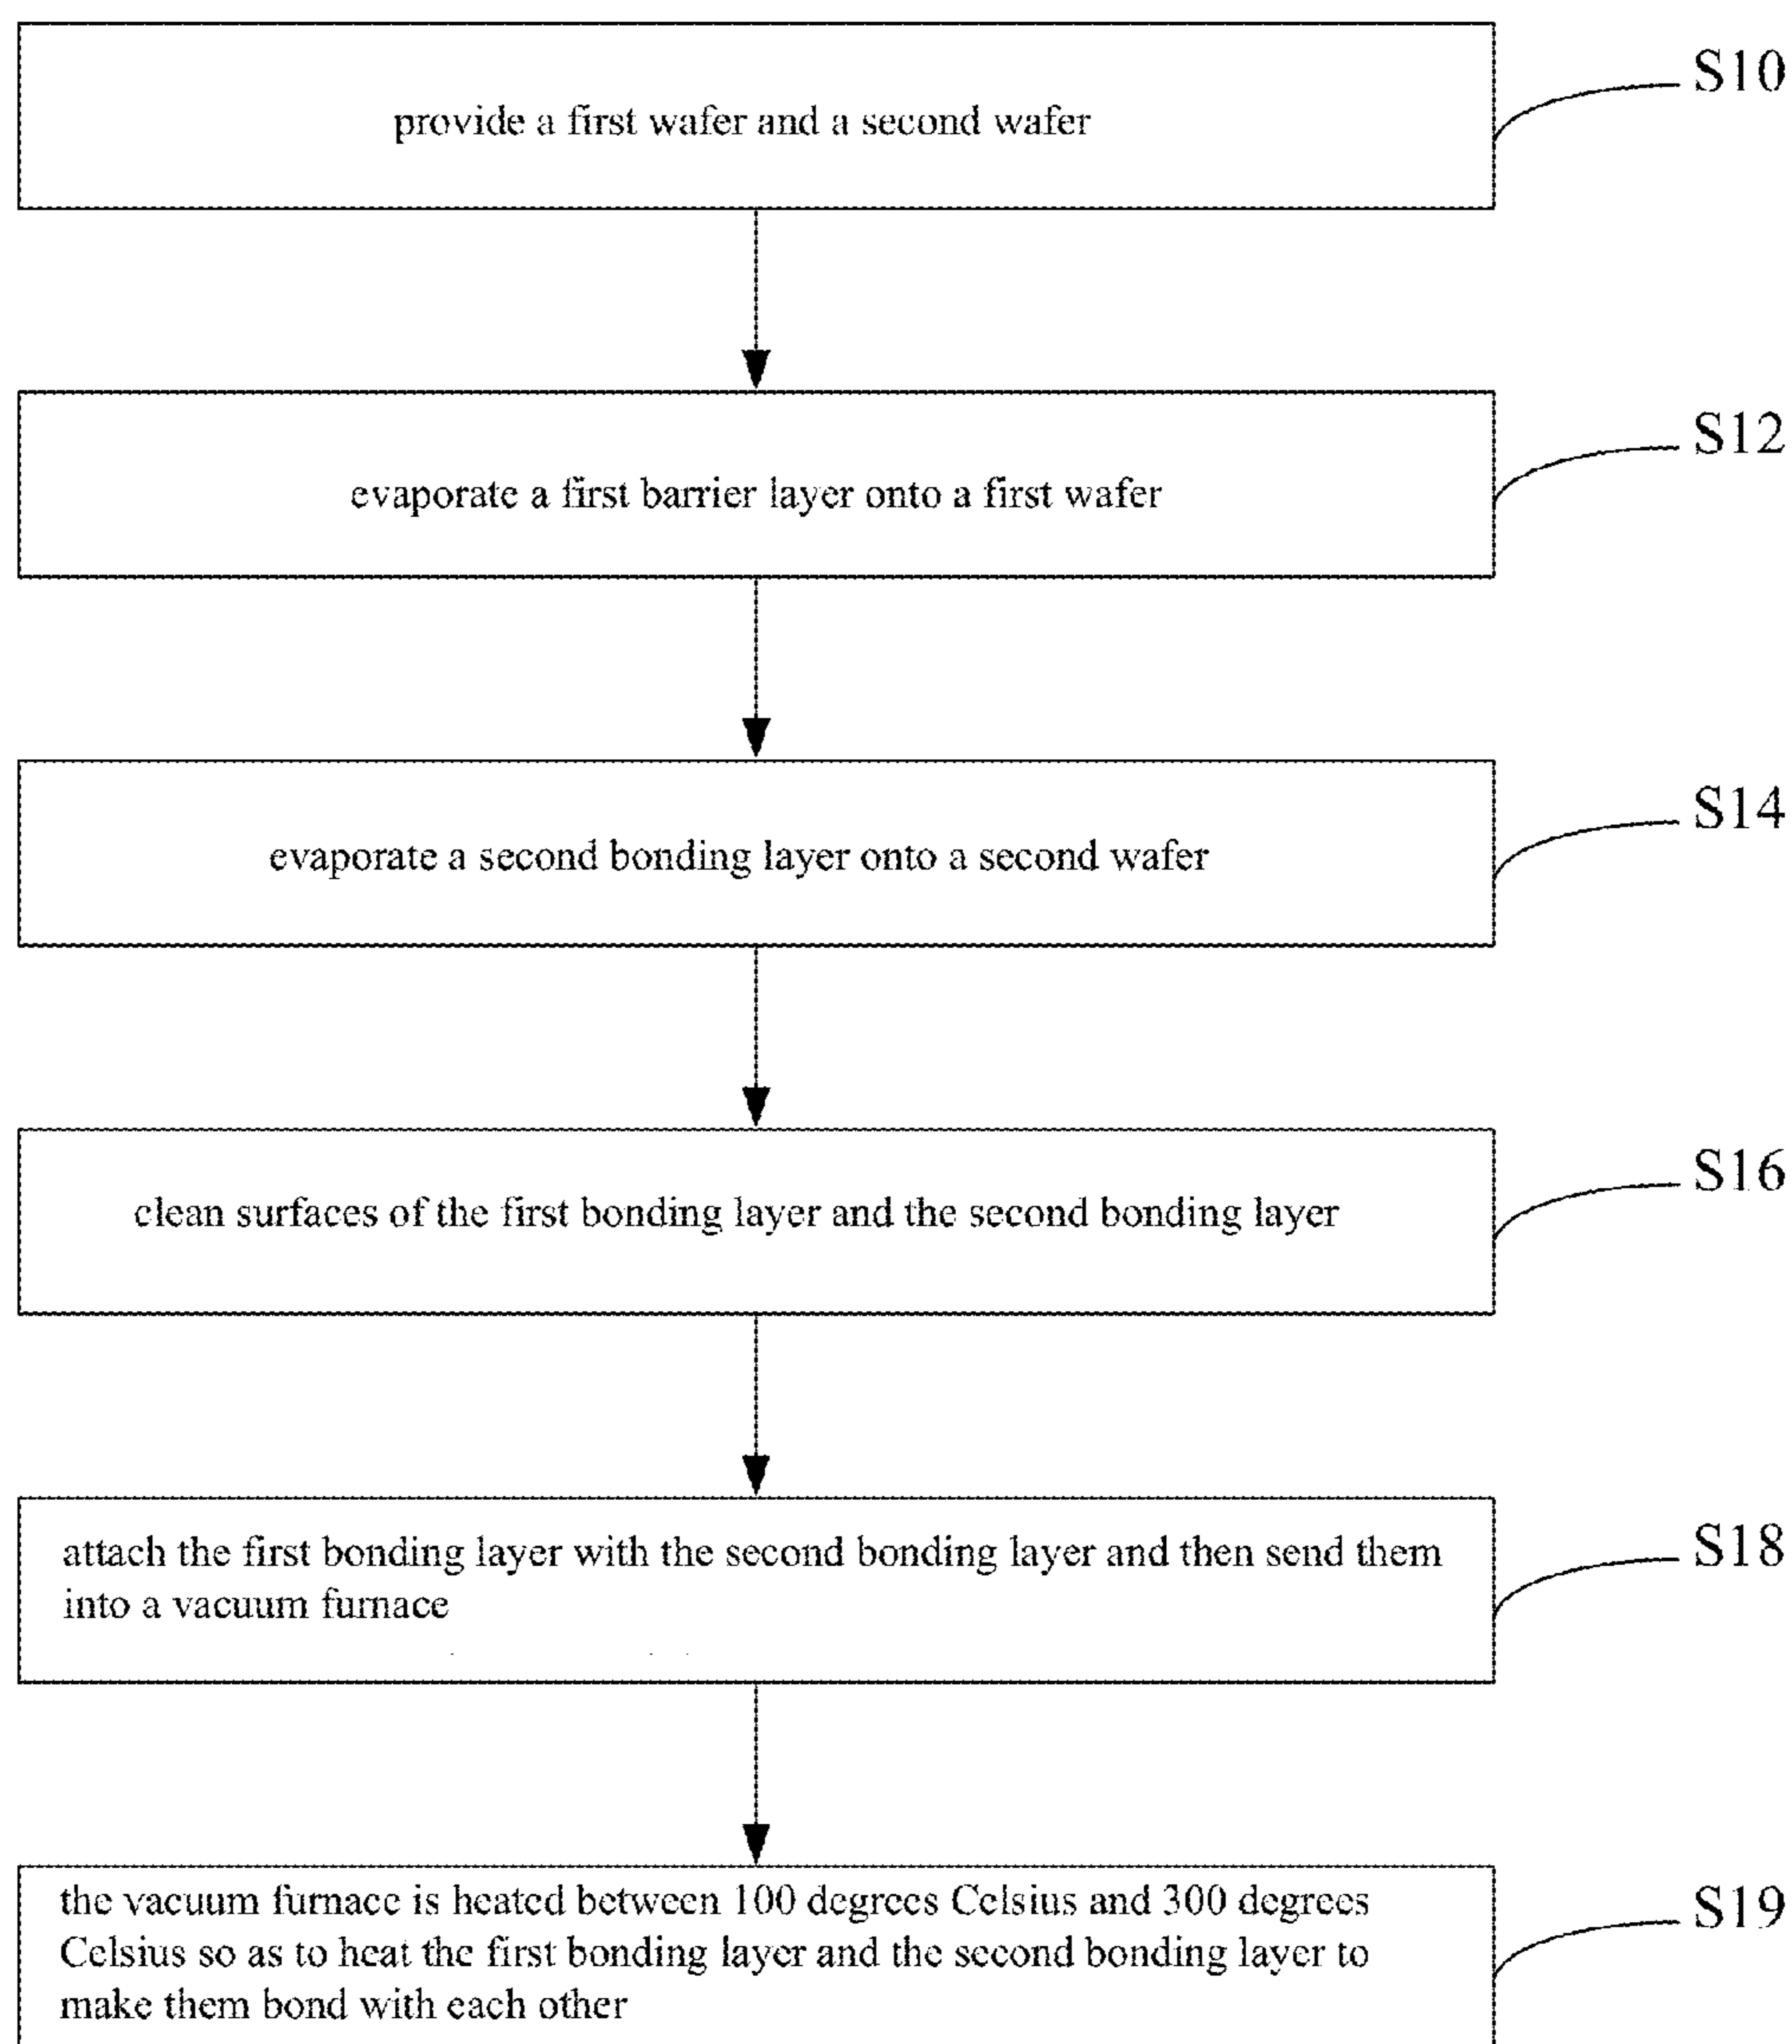 provide a first wafer and a second wafer
S10
evaporate a first barrier layer onto a first wafer
S12
evaporate a second bonding layer onto a second wafer
S14
clean surfaces of the first bonding layer and the second bonding layer
S16
attach the first bonding layer with the second bonding layer and then send them
into a vacuum furnace
S18
the vacuum furnace is heated between 100 degrees Celsius and 300 degrees
Celsius so as to heat the first bonding layer and the second bonding layer to
make them bond with each other
S19